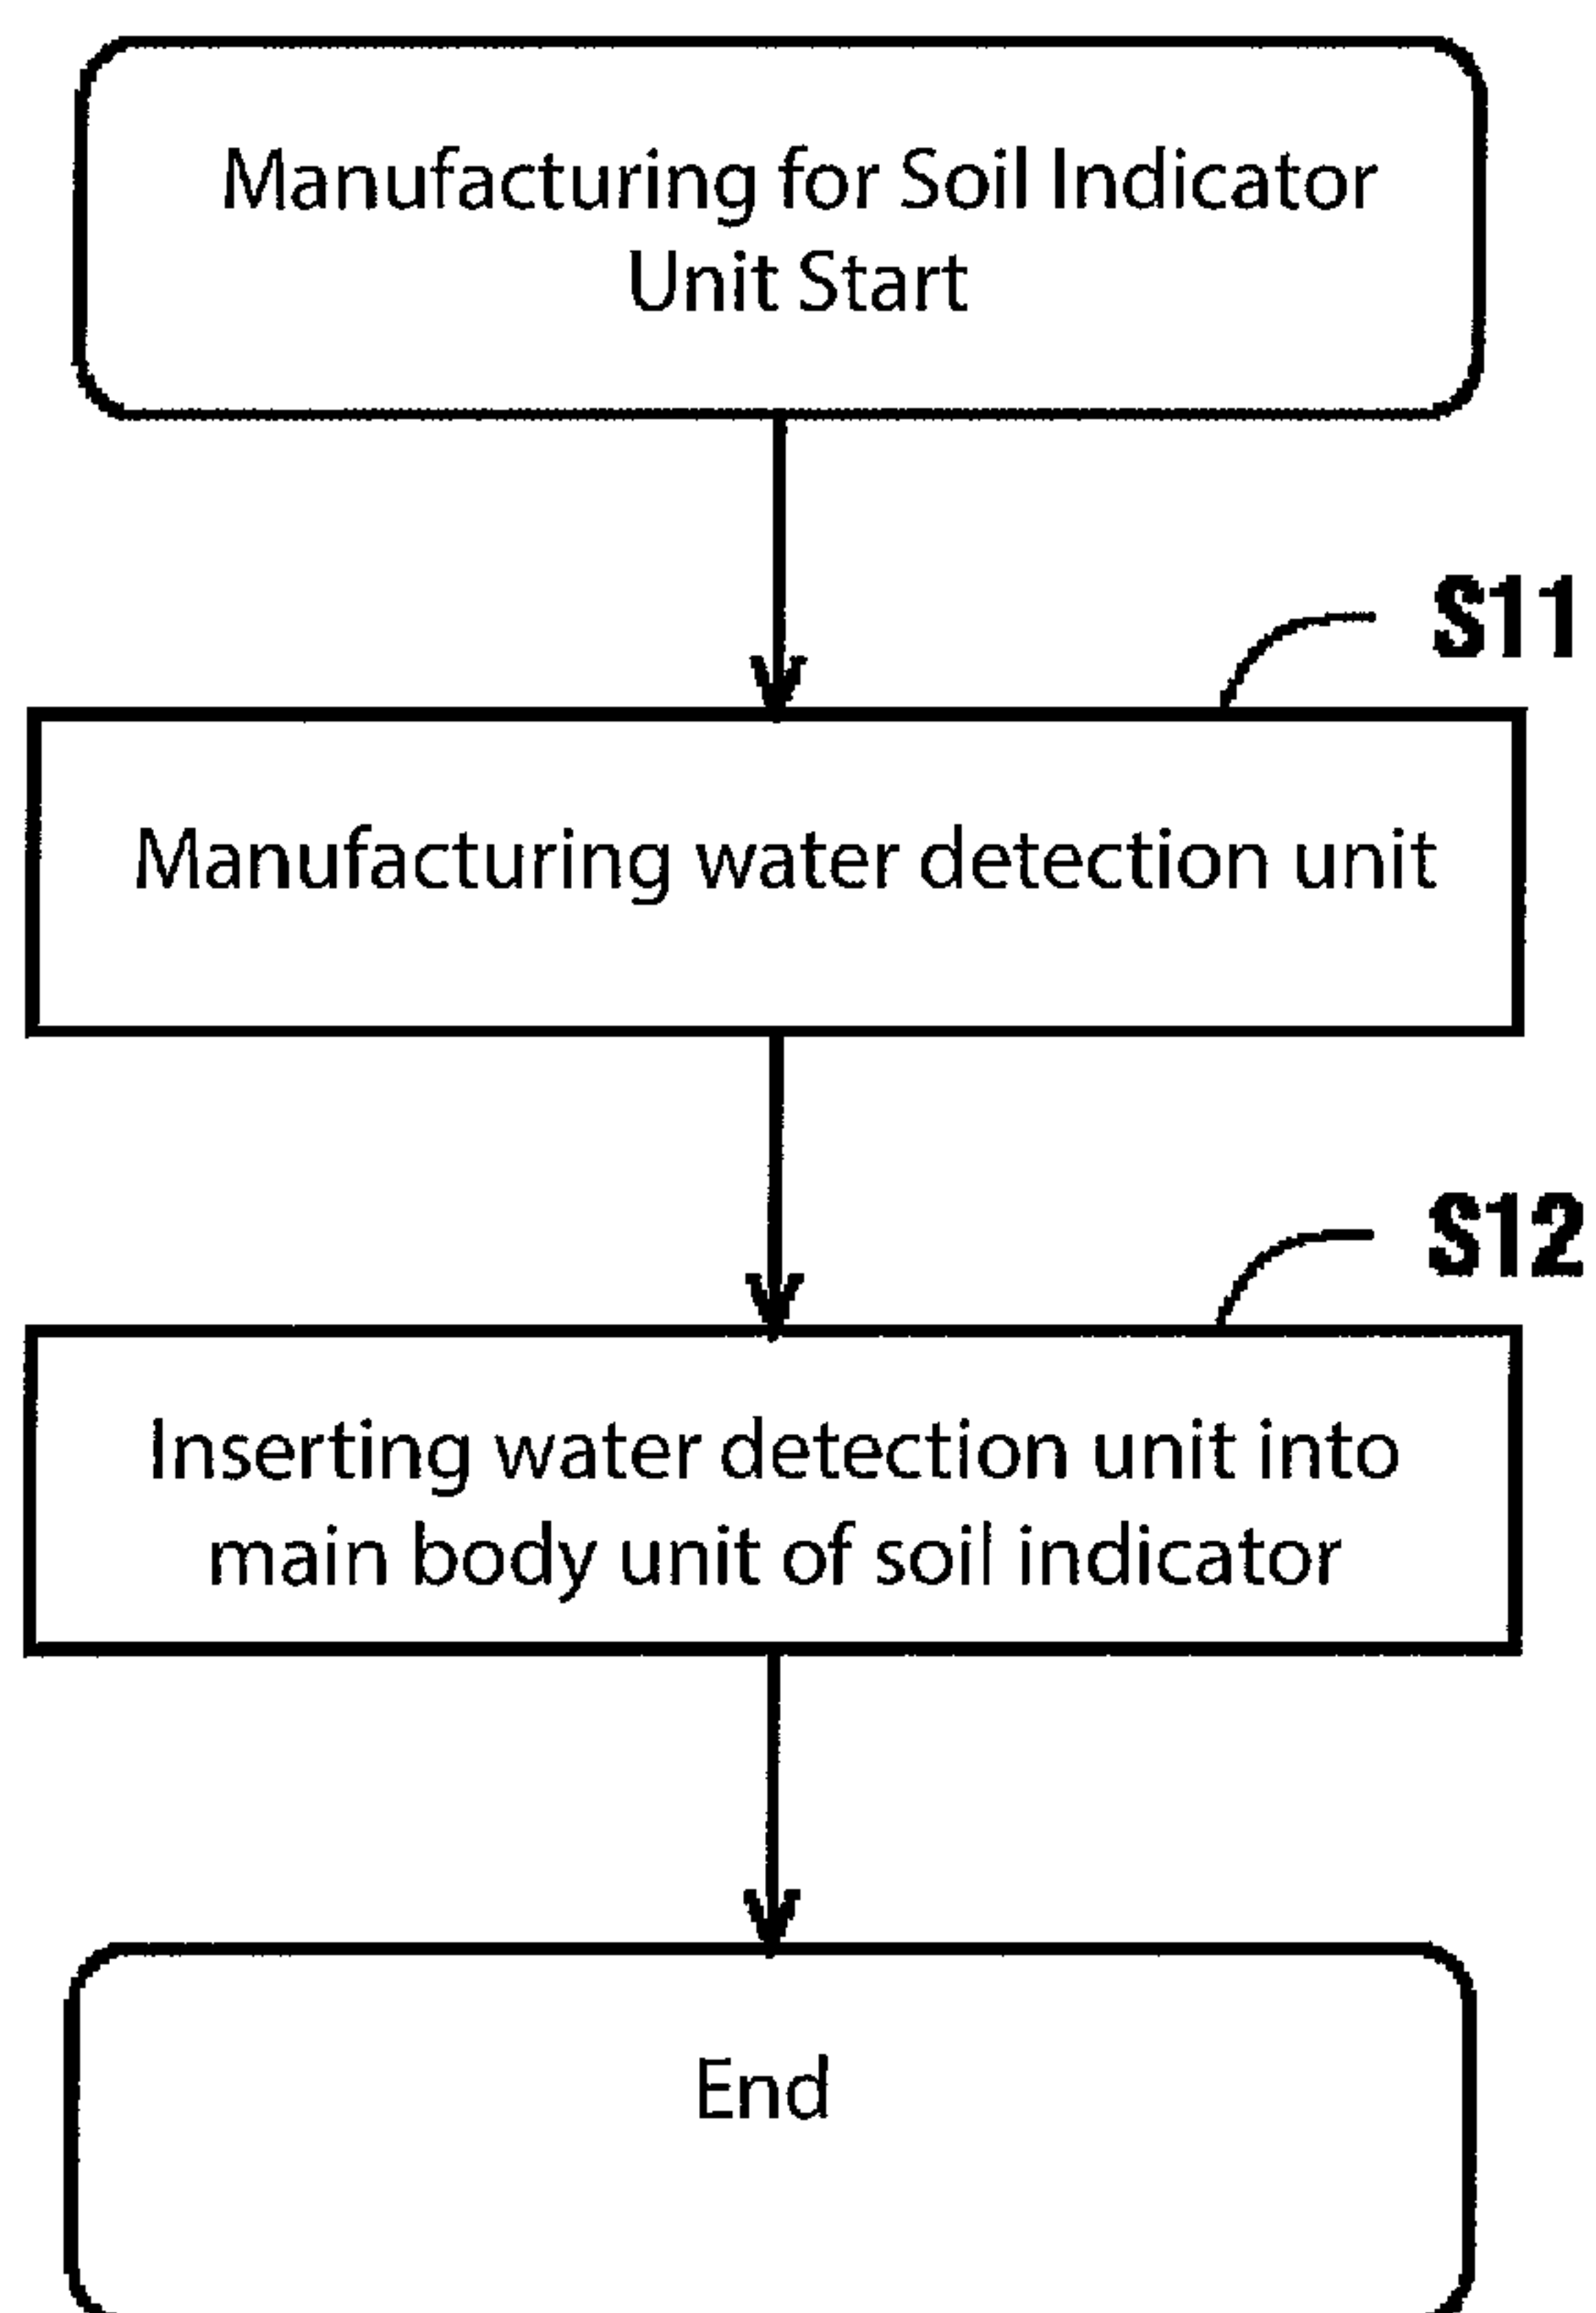 Manufacturing for Soil Indicator
Unit Start
S11
Manufacturing water detection unit
S12
Inserting water detection unit into
main body unit of soil indicator
End